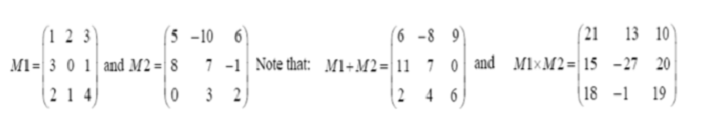 M1= (1 2 3 3 0 1 2 1 4) and M2= (5 -10 6 8 7 -1 0 3 2) Note that: M1+M2= (6 -8 9 11 7 0 2 4 6) and M1×M2= (21 13 10 15 -27 20 18 -1 19)